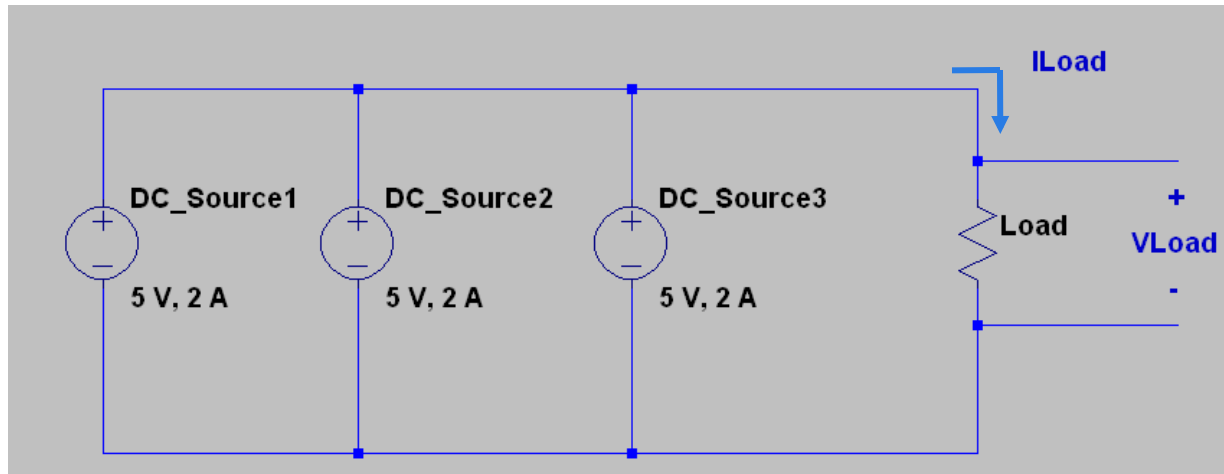 ILoad
DC_Source1
DC_Source2
DC_Source3
+
−
+
−
+
−
Load
+
VLoad
-
5 V, 2 A
5 V, 2 A
5 V, 2 A